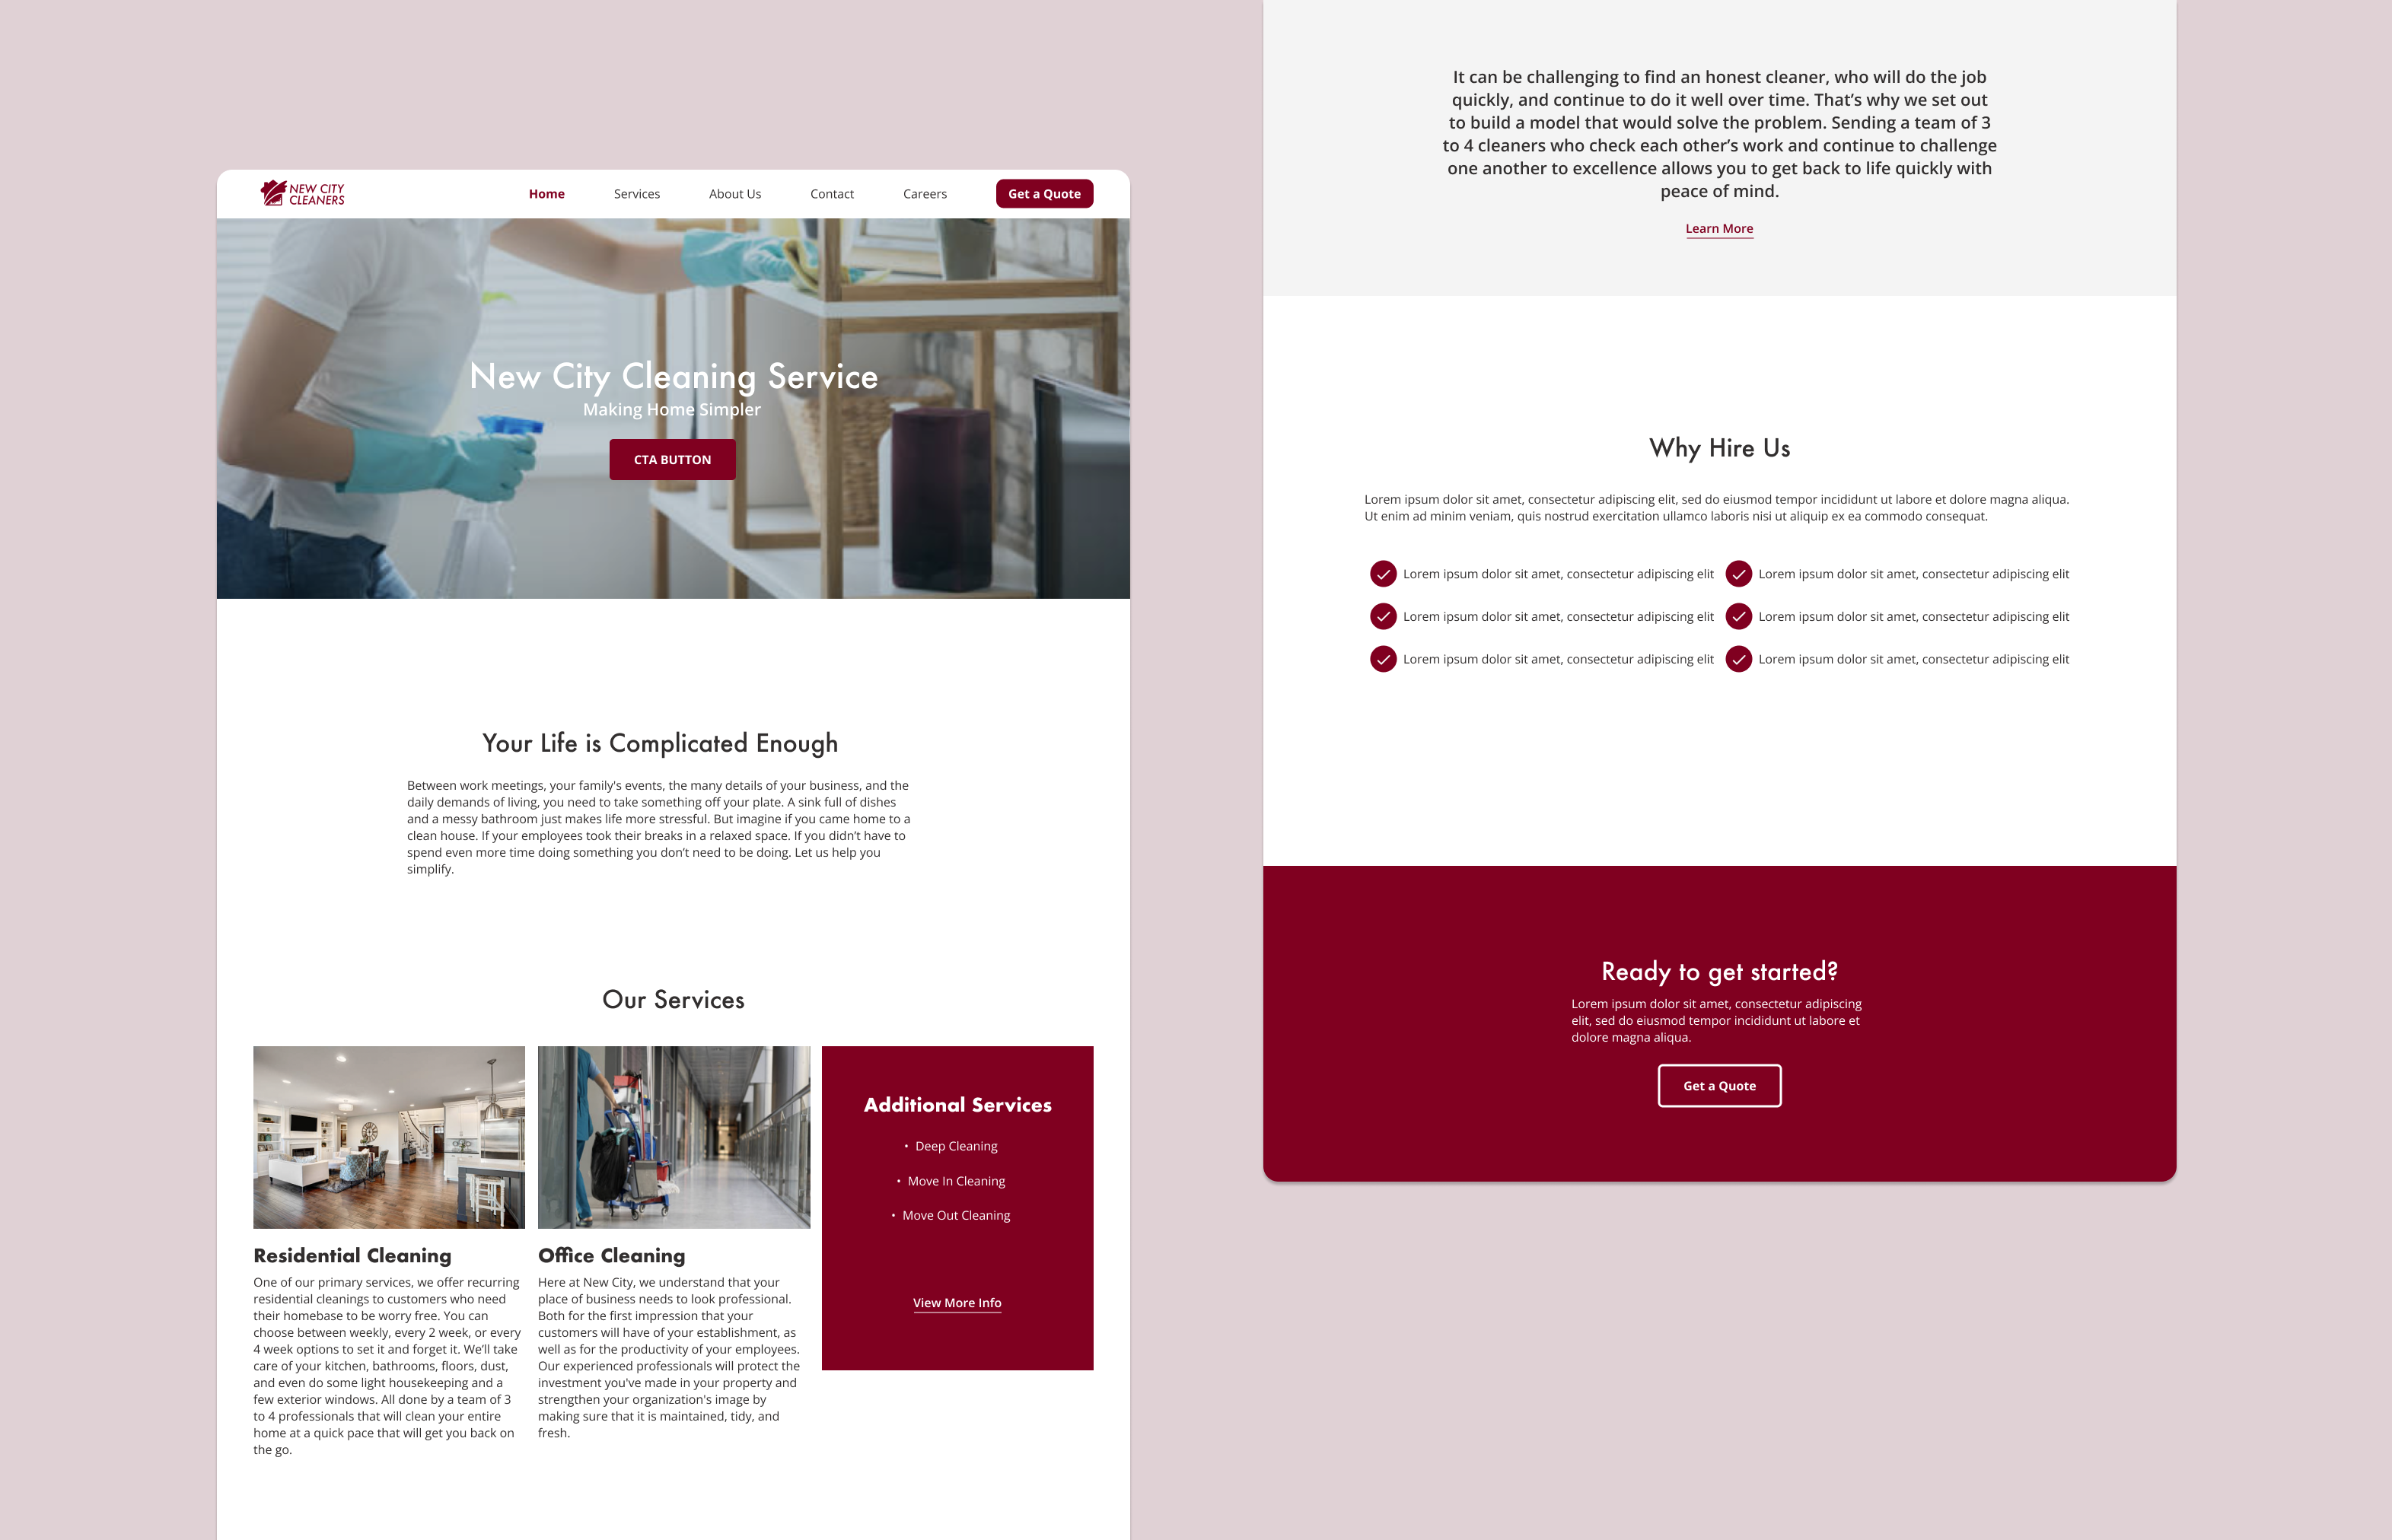 NEW CITY
CLEANERS
Home
Services
About Us
Contact
Careers
Get a Quote
New City Cleaning Service
Making Home Simpler
CTA BUTTON
Your Life is Complicated Enough
Between work meetings, your family's events, the many details of your business, and the
daily demands of living, you need to take something off your plate. A sink full of dishes
and a messy bathroom just makes life more stressful. But imagine if you came home to a
clean house. If your employees took their breaks in a relaxed space. If you didn’t have to
spend even more time doing something you don’t need to be doing. Let us help you
simplify.
Our Services
Residential Cleaning
One of our primary services, we offer recurring
residential cleanings to customers who need
their homebase to be worry free. You can
choose between weekly, every 2 week, or every
4 week options to set it and forget it. We’ll take
care of your kitchen, bathrooms, floors, dust,
and even do some light housekeeping and a
few exterior windows. All done by a team of 3
to 4 professionals that will clean your entire
home at a quick pace that will get you back on
the go.
Office Cleaning
Here at New City, we understand that your
place of business needs to look professional.
Both for the first impression that your
customers will have of your establishment, as
well as for the productivity of your employees.
Our experienced professionals will protect the
investment you've made in your property and
strengthen your organization's image by
making sure that it is maintained, tidy, and
fresh.
Additional Services
• Deep Cleaning
• Move In Cleaning
• Move Out Cleaning
View More Info
It can be challenging to find an honest cleaner, who will do the job
quickly, and continue to do it well over time. That’s why we set out
to build a model that would solve the problem. Sending a team of 3
to 4 cleaners who check each other’s work and continue to challenge
one another to excellence allows you to get back to life quickly with
peace of mind.
Learn More
Why Hire Us
Lorem ipsum dolor sit amet, consectetur adipiscing elit, sed do eiusmod tempor incididunt ut labore et dolore magna aliqua.
Ut enim ad minim veniam, quis nostrud exercitation ullamco laboris nisi ut aliquip ex ea commodo consequat.
Lorem ipsum dolor sit amet, consectetur adipiscing elit
Lorem ipsum dolor sit amet, consectetur adipiscing elit
Lorem ipsum dolor sit amet, consectetur adipiscing elit
Lorem ipsum dolor sit amet, consectetur adipiscing elit
Lorem ipsum dolor sit amet, consectetur adipiscing elit
Lorem ipsum dolor sit amet, consectetur adipiscing elit
Ready to get started?
Lorem ipsum dolor sit amet, consectetur adipiscing
elit, sed do eiusmod tempor incididunt ut labore et
dolore magna aliqua.
Get a Quote